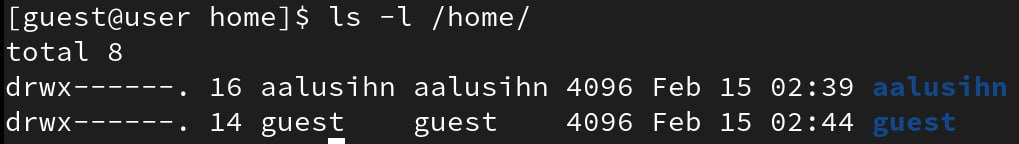 [guest@user home]$ ls -l /home/
total 8
drwx------. 16 aalusihn aalusihn 4096 Feb 15 02:39 aalusihn
drwx------. 14 guest    guest    4096 Feb 15 02:44 guest